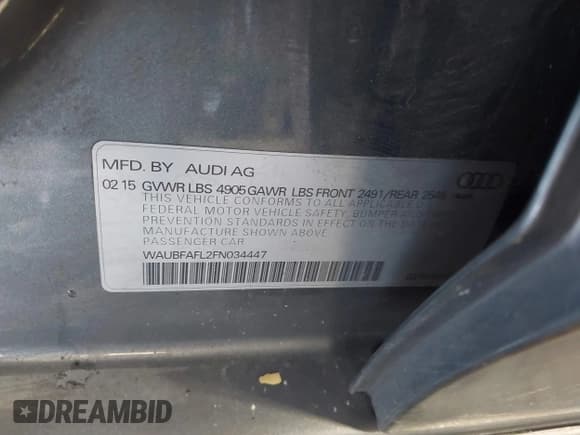 MFD. BY AUDI AG
02 15 GVWR LBS 4905 GAWR LBS FRONT 2491/REAR
THIS VEHICLE CONFORMS TO ALL APPLICABLE
FEDERAL MOTOR VEHICLE SAFETY, BUMPER
PREVENTION STANDARDS IN EFFECT ON THE
MANUFACTURE SHOWN ABOVE
PASSENGER CAR
WAUBFAFL2FN034447
DREAMBID